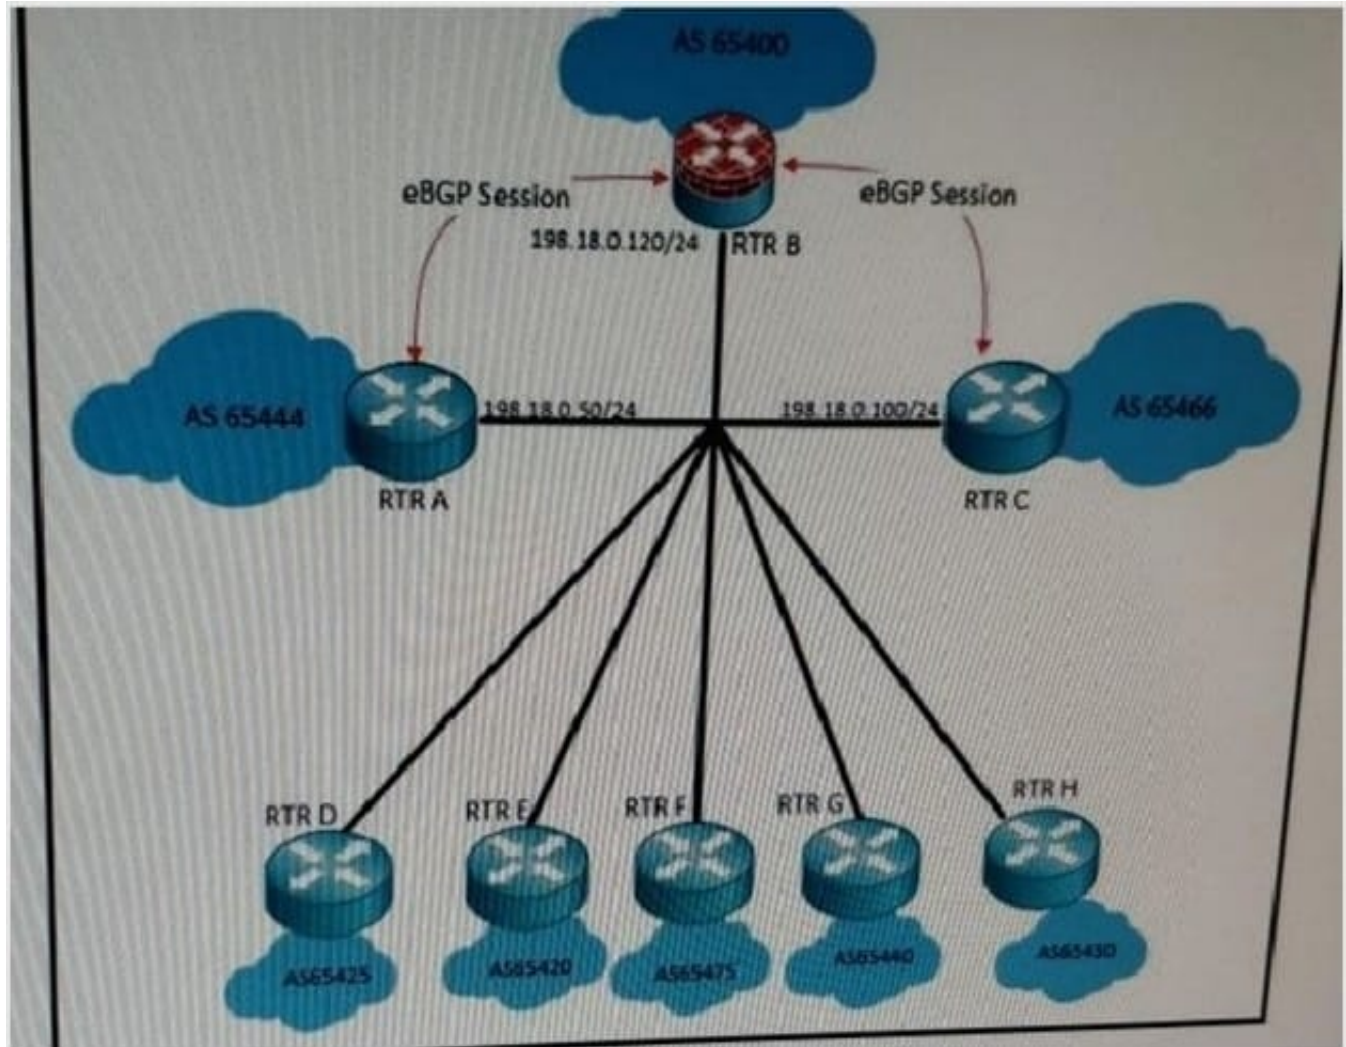 AS 65400
eBGP Session
eBGP Session
198.18.0.120/24
RTR B
AS 65444
198.18.0.50/24
198.18.0.100/24
AS 65466
RTR A
RTR C
RTR D
RTR E
RTR F
RTR G
RTR H
AS65425
AS65420
AS65475
AS65440
AS65430